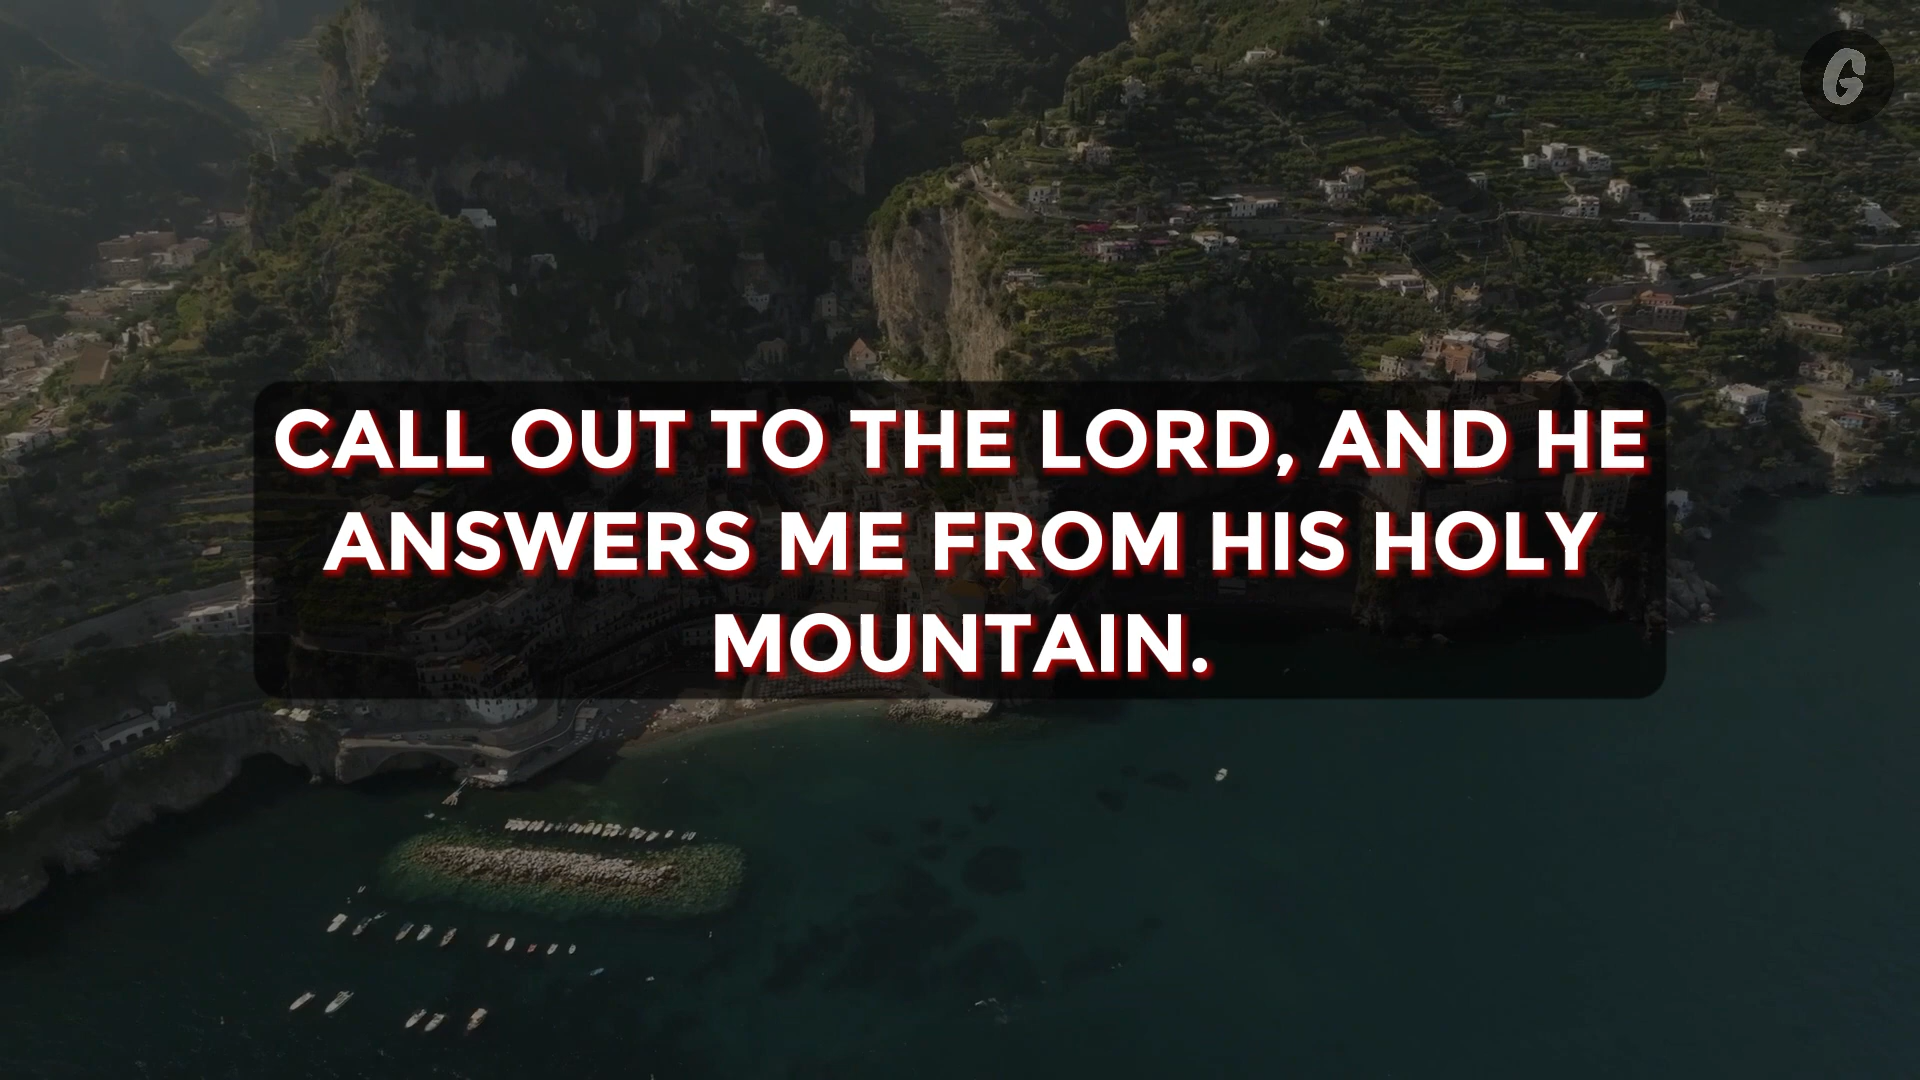 G
CALL OUT TO THE LORD, AND HE
ANSWERS ME FROM HIS HOLY
MOUNTAIN.